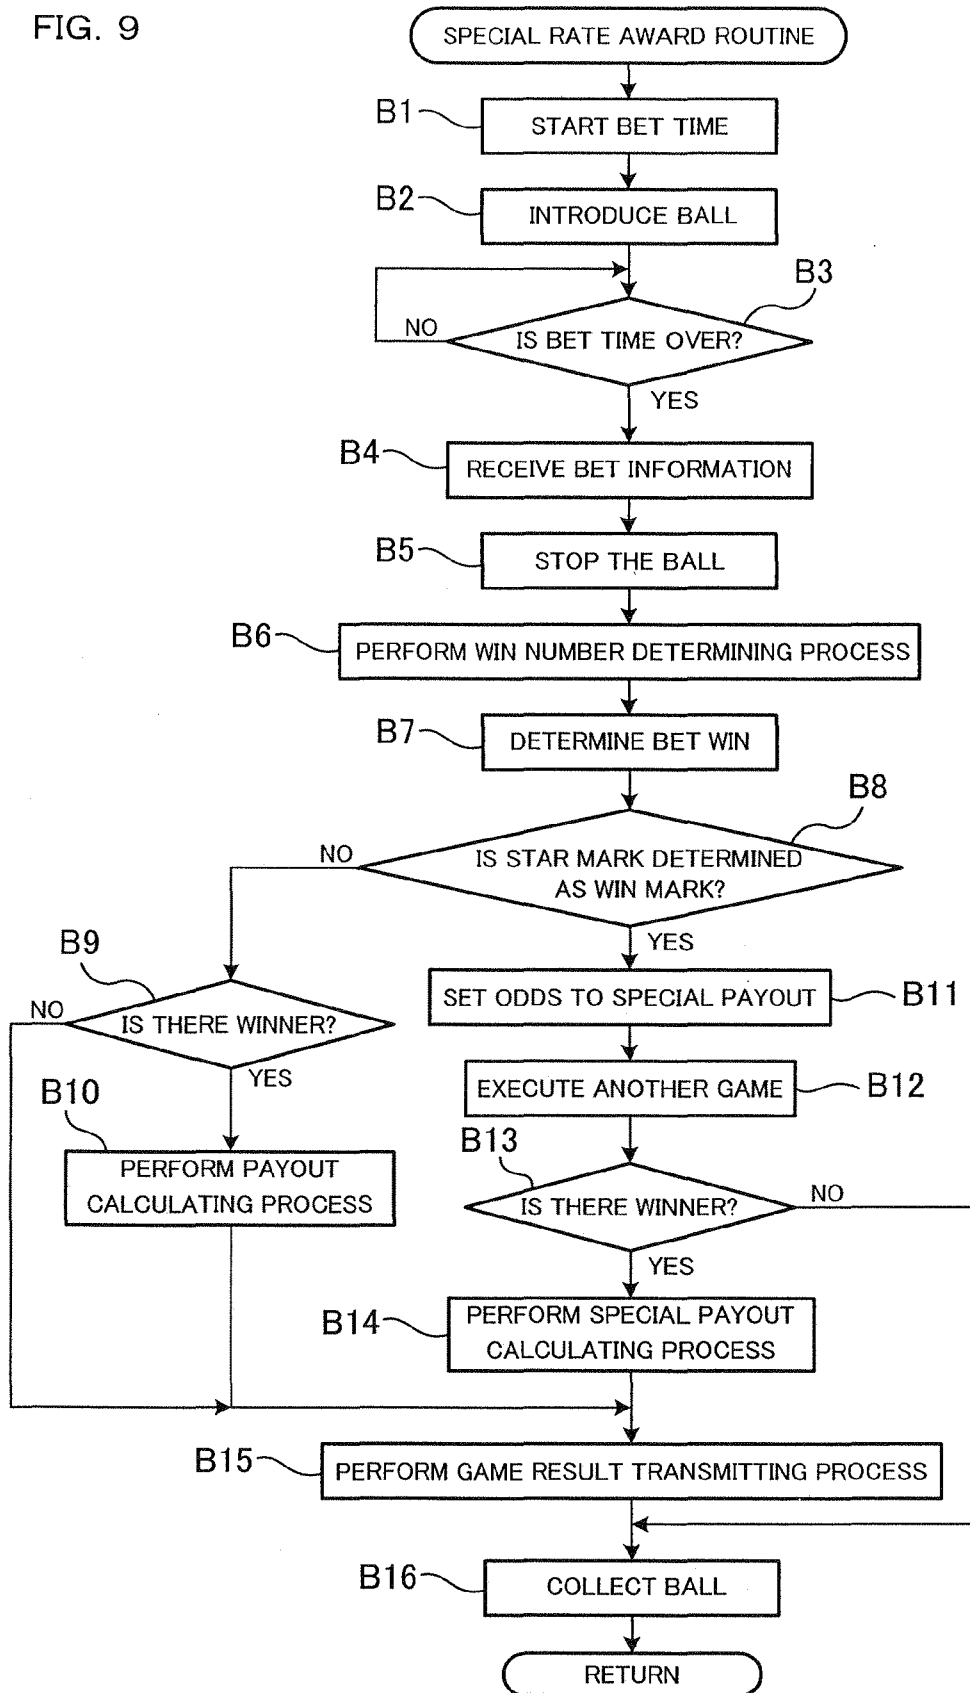 FIG. 9
SPECIAL RATE AWARD ROUTINE
B1
START BET TIME
B2
INTRODUCE BALL
B3
NO
IS BET TIME OVER?
YES
B4
RECEIVE BET INFORMATION
B5
STOP THE BALL
B6
PERFORM WIN NUMBER DETERMINING PROCESS
B7
DETERMINE BET WIN
B8
NO
IS STAR MARK DETERMINED
AS WIN MARK?
YES
B9
NO
IS THERE WINNER?
YES
B10
PERFORM PAYOUT
CALCULATING PROCESS
SET ODDS TO SPECIAL PAYOUT
B11
EXECUTE ANOTHER GAME
B12
B13
IS THERE WINNER?
NO
YES
B14
PERFORM SPECIAL PAYOUT
CALCULATING PROCESS
B15
PERFORM GAME RESULT TRANSMITTING PROCESS
B16
COLLECT BALL
RETURN